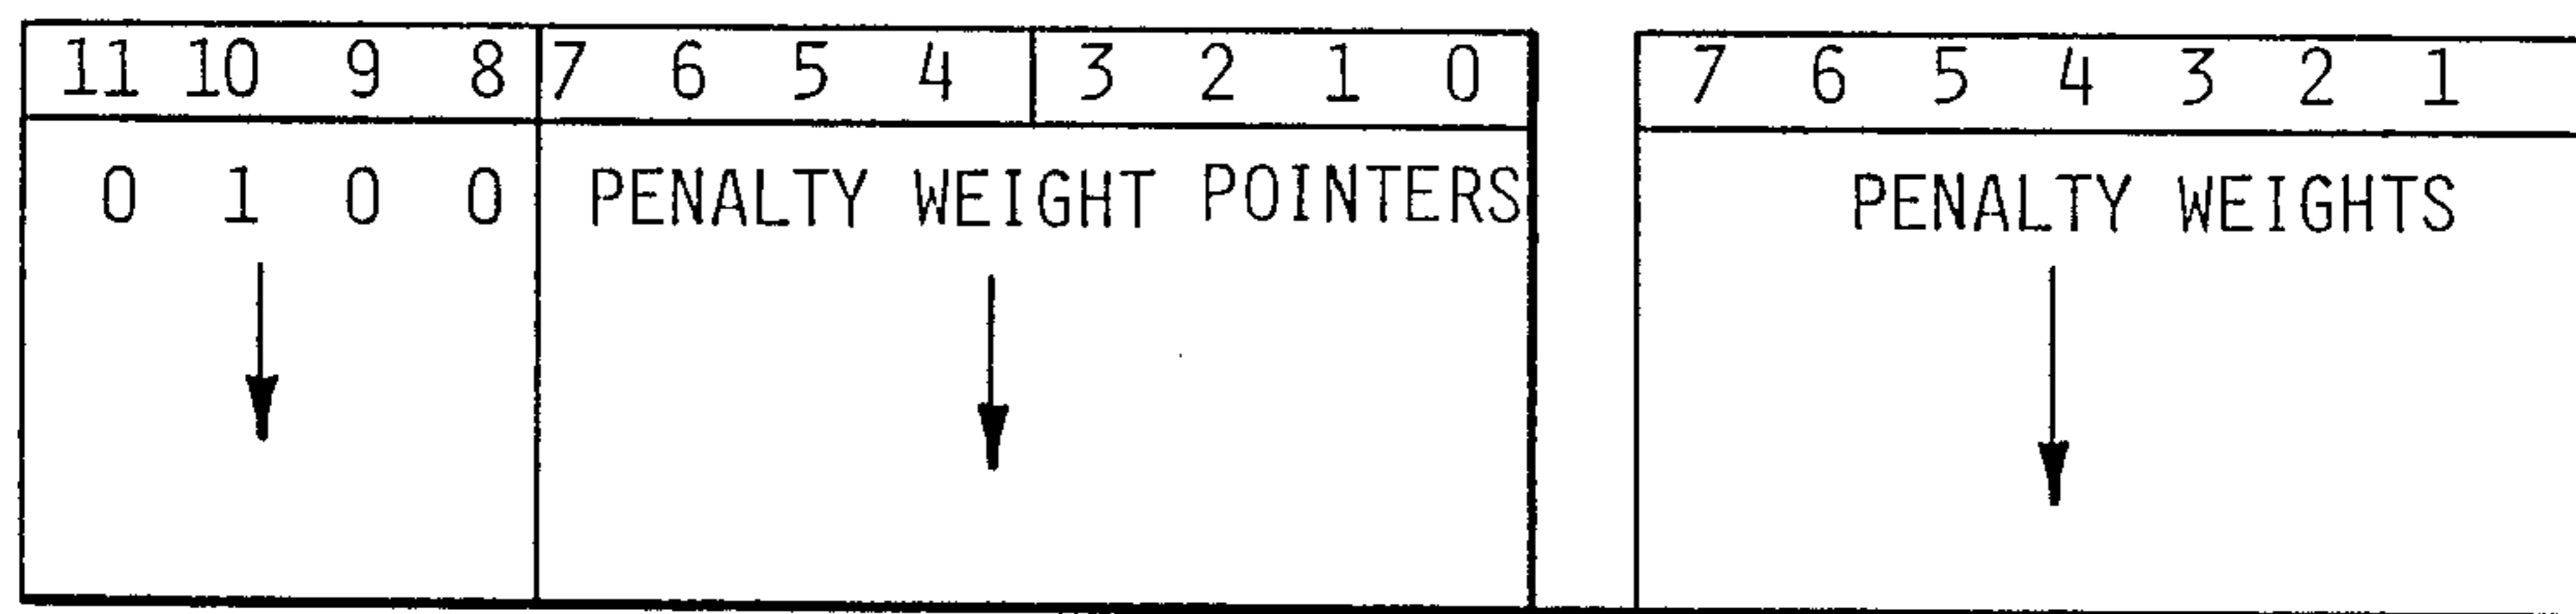 11 10 9 8 7 6 5 4 3 2 1 0 7 6 5 4 3 2 1
0 1 0 0 PENALTY WEIGHT POINTERS PENALTY WEIGHTS